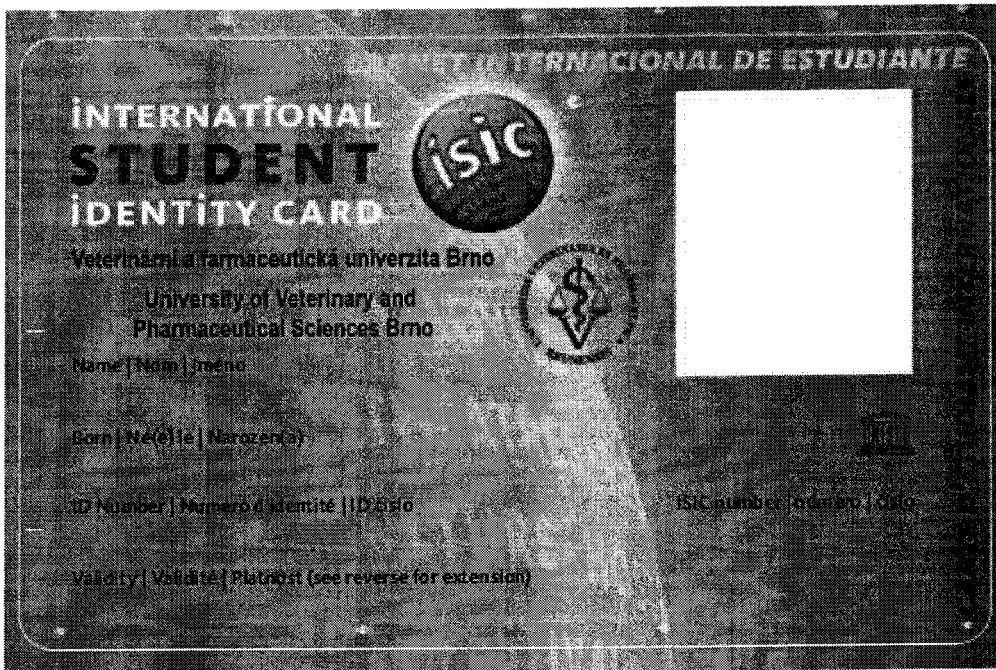 CARNET INTERNACIONAL DE ESTUDIANTE
iNTERNATiONAL
STUDENT
iDENTiTY CARD
isic
Veterinární a farmaceutická univerzita Brno
University of Veterinary and
Pharmaceutical Sciences Brno
Name | Nom | Jméno
Born | Né(e) le | Narozen(a)
ID Number | Numéro d'identité | ID číslo
ISIC number | número | číslo
Validity | Validité | Platnost (see reverse for extension)